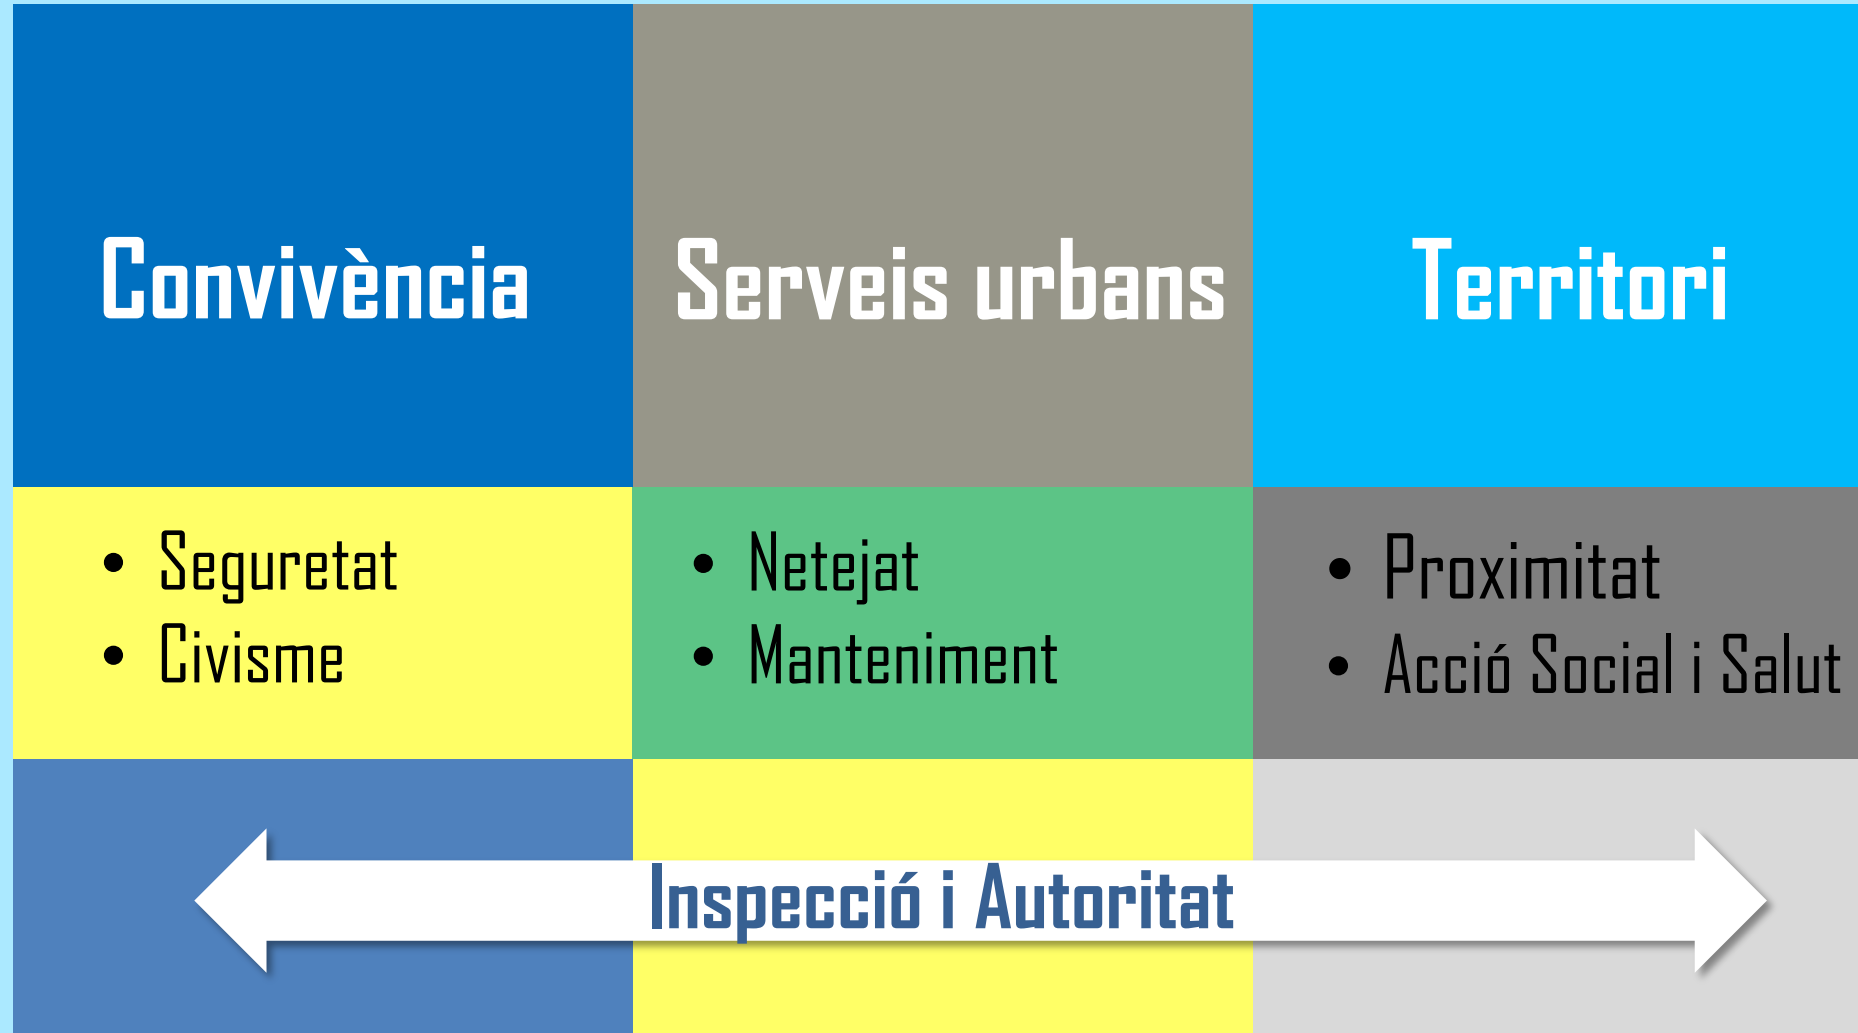 Convivència
Serveis urbans
Territori
• Seguretat
• Civisme
• Netejat
• Manteniment
• Proximitat
• Acció Social i Salut
Inspecció i Autoritat